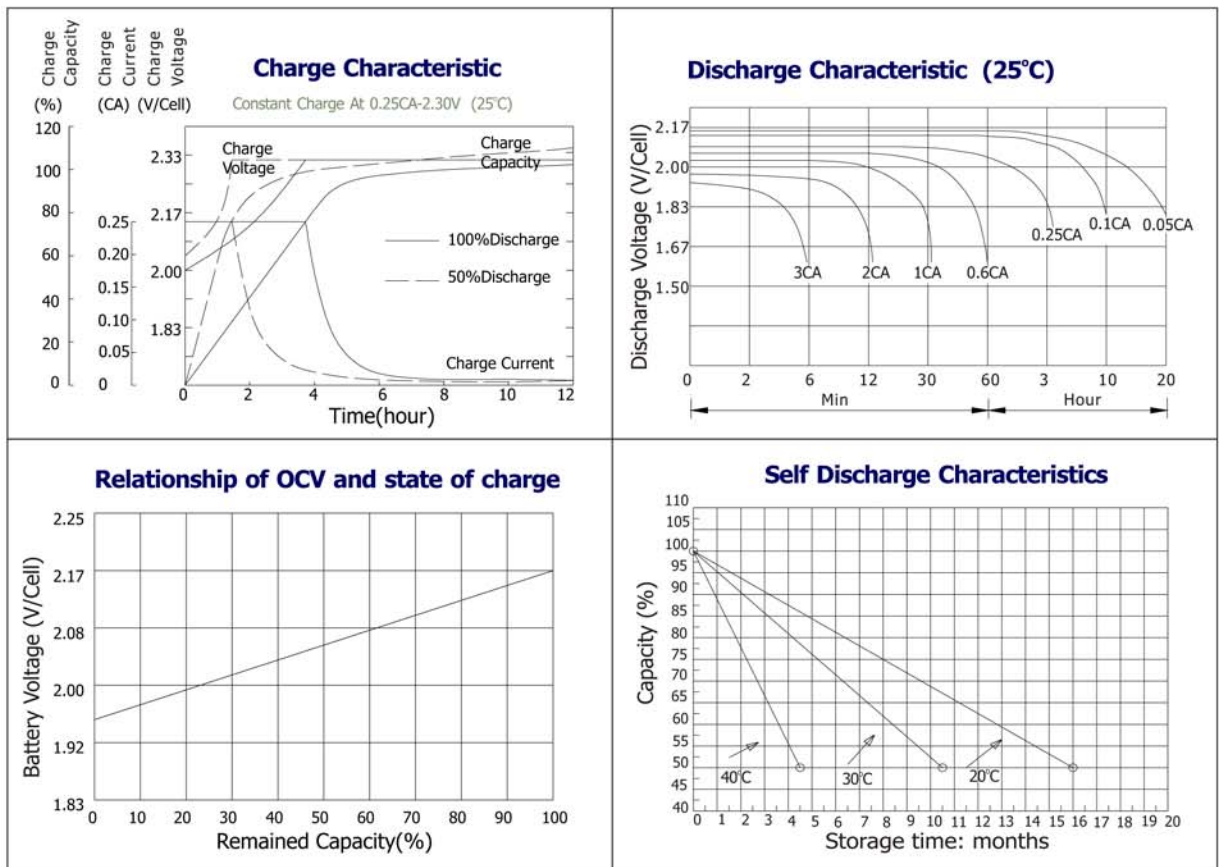 Charge Capacity
Charge Current
Charge Voltage
(%) (CA) (V/Cell)
Charge Characteristic
Constant Charge At 0.25CA-2.30V (25°C)
120
100
80
60
40
20
0
0.25
0.20
0.15
0.10
0.05
0
2.33
2.17
2.00
1.83
Charge Voltage
Charge Capacity
100%Discharge
50%Discharge
Charge Current
0 2 4 6 8 10 12
Time(hour)
Discharge Characteristic (25°C)
Discharge Voltage (V/Cell)
2.17
2.00
1.83
1.67
1.50
3CA 2CA 1CA 0.6CA 0.25CA 0.1CA 0.05CA
0 2 6 12 30 60 3 10 20
Min Hour
Relationship of OCV and state of charge
Battery Voltage (V/Cell)
2.25
2.17
2.08
2.00
1.92
1.83
0 10 20 30 40 50 60 70 80 90 100
Remained Capacity(%)
Self Discharge Characteristics
Capacity (%)
110
105
100
95
90
85
80
75
70
65
60
55
50
45
40
40°C 30°C 20°C
0 1 2 3 4 5 6 7 8 9 10 11 12 13 14 15 16 17 18 19 20
Storage time: months